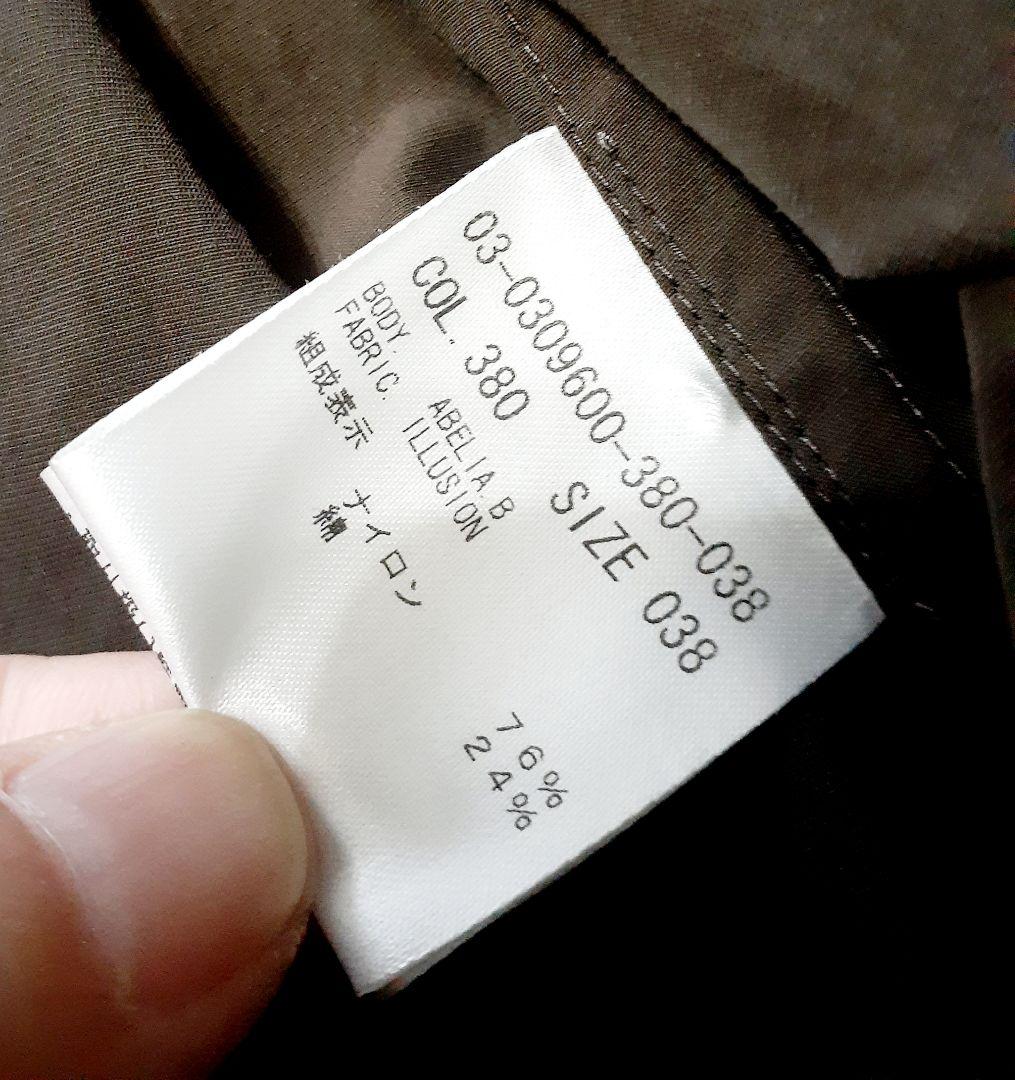 03-0309600-380-038
COL. 380 SIZE 038
BODY. ABELIA.B
FABRIC. ILLUSION
組成表示 ナイロン 76%
綿 24%